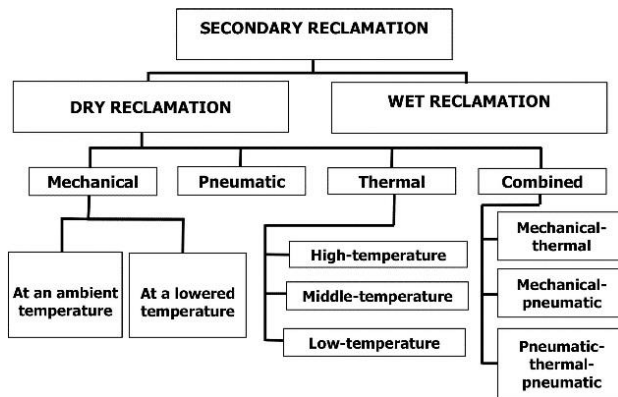 SECONDARY RECLAMATION
DRY RECLAMATION
WET RECLAMATION
Mechanical
Pneumatic
Thermal
Combined
At an ambient
temperature
At a lowered
temperature
High-temperature
Middle-temperature
Low-temperature
Mechanical-
thermal
Mechanical-
pneumatic
Pneumatic-
thermal-
pneumatic